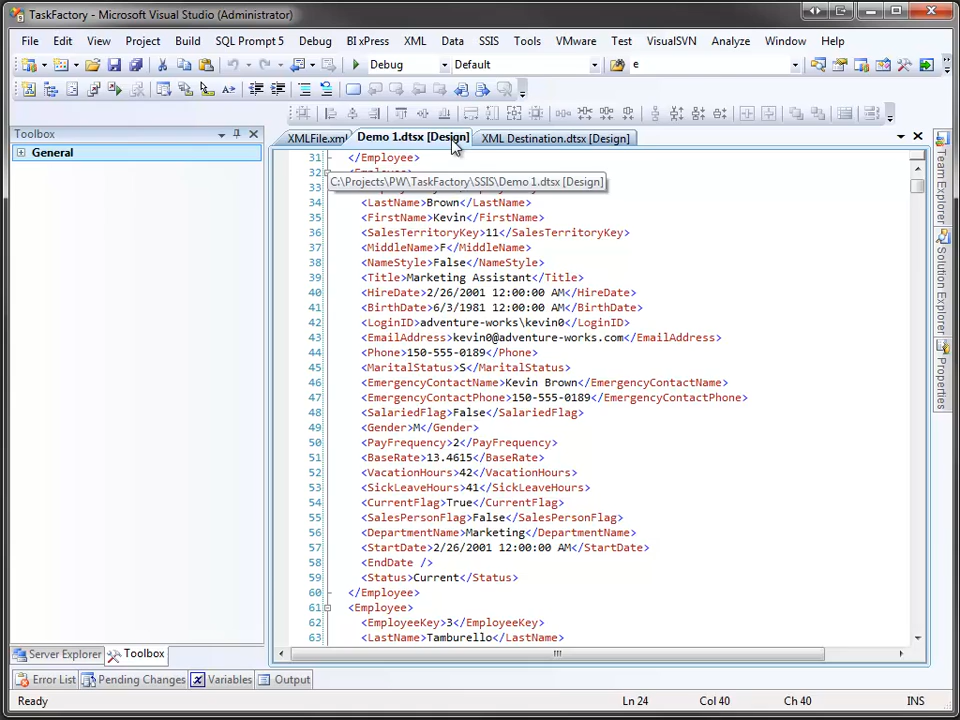 TaskFactory - Microsoft Visual Studio (Administrator)
File Edit View Project Build SQL Prompt 5 Debug BI xPress XML Data SSIS Tools VMware Test VisualSVN Analyze Window Help
Debug Default e
Toolbox
General
XMLFile.xml Demo 1.dtsx [Design] XML Destination.dtsx [Design]
C:\Projects\PW\TaskFactory\SSIS\Demo 1.dtsx [Design]
31 </Employee>
32
33
34 <LastName>Brown</LastName>
35 <FirstName>Kevin</FirstName>
36 <SalesTerritoryKey>11</SalesTerritoryKey>
37 <MiddleName>F</MiddleName>
38 <NameStyle>False</NameStyle>
39 <Title>Marketing Assistant</Title>
40 <HireDate>2/26/2001 12:00:00 AM</HireDate>
41 <BirthDate>6/3/1981 12:00:00 AM</BirthDate>
42 <LoginID>adventure-works\kevin0</LoginID>
43 <EmailAddress>kevin0@adventure-works.com</EmailAddress>
44 <Phone>150-555-0189</Phone>
45 <MaritalStatus>S</MaritalStatus>
46 <EmergencyContactName>Kevin Brown</EmergencyContactName>
47 <EmergencyContactPhone>150-555-0189</EmergencyContactPhone>
48 <SalariedFlag>False</SalariedFlag>
49 <Gender>M</Gender>
50 <PayFrequency>2</PayFrequency>
51 <BaseRate>13.4615</BaseRate>
52 <VacationHours>42</VacationHours>
53 <SickLeaveHours>41</SickLeaveHours>
54 <CurrentFlag>True</CurrentFlag>
55 <SalesPersonFlag>False</SalesPersonFlag>
56 <DepartmentName>Marketing</DepartmentName>
57 <StartDate>2/26/2001 12:00:00 AM</StartDate>
58 <EndDate />
59 <Status>Current</Status>
60 </Employee>
61 <Employee>
62 <EmployeeKey>3</EmployeeKey>
63 <LastName>Tamburello</LastName>
Team Explorer
Solution Explorer
Properties
Server Explorer Toolbox
Error List Pending Changes Variables Output
Ready Ln 24 Col 40 Ch 40 INS